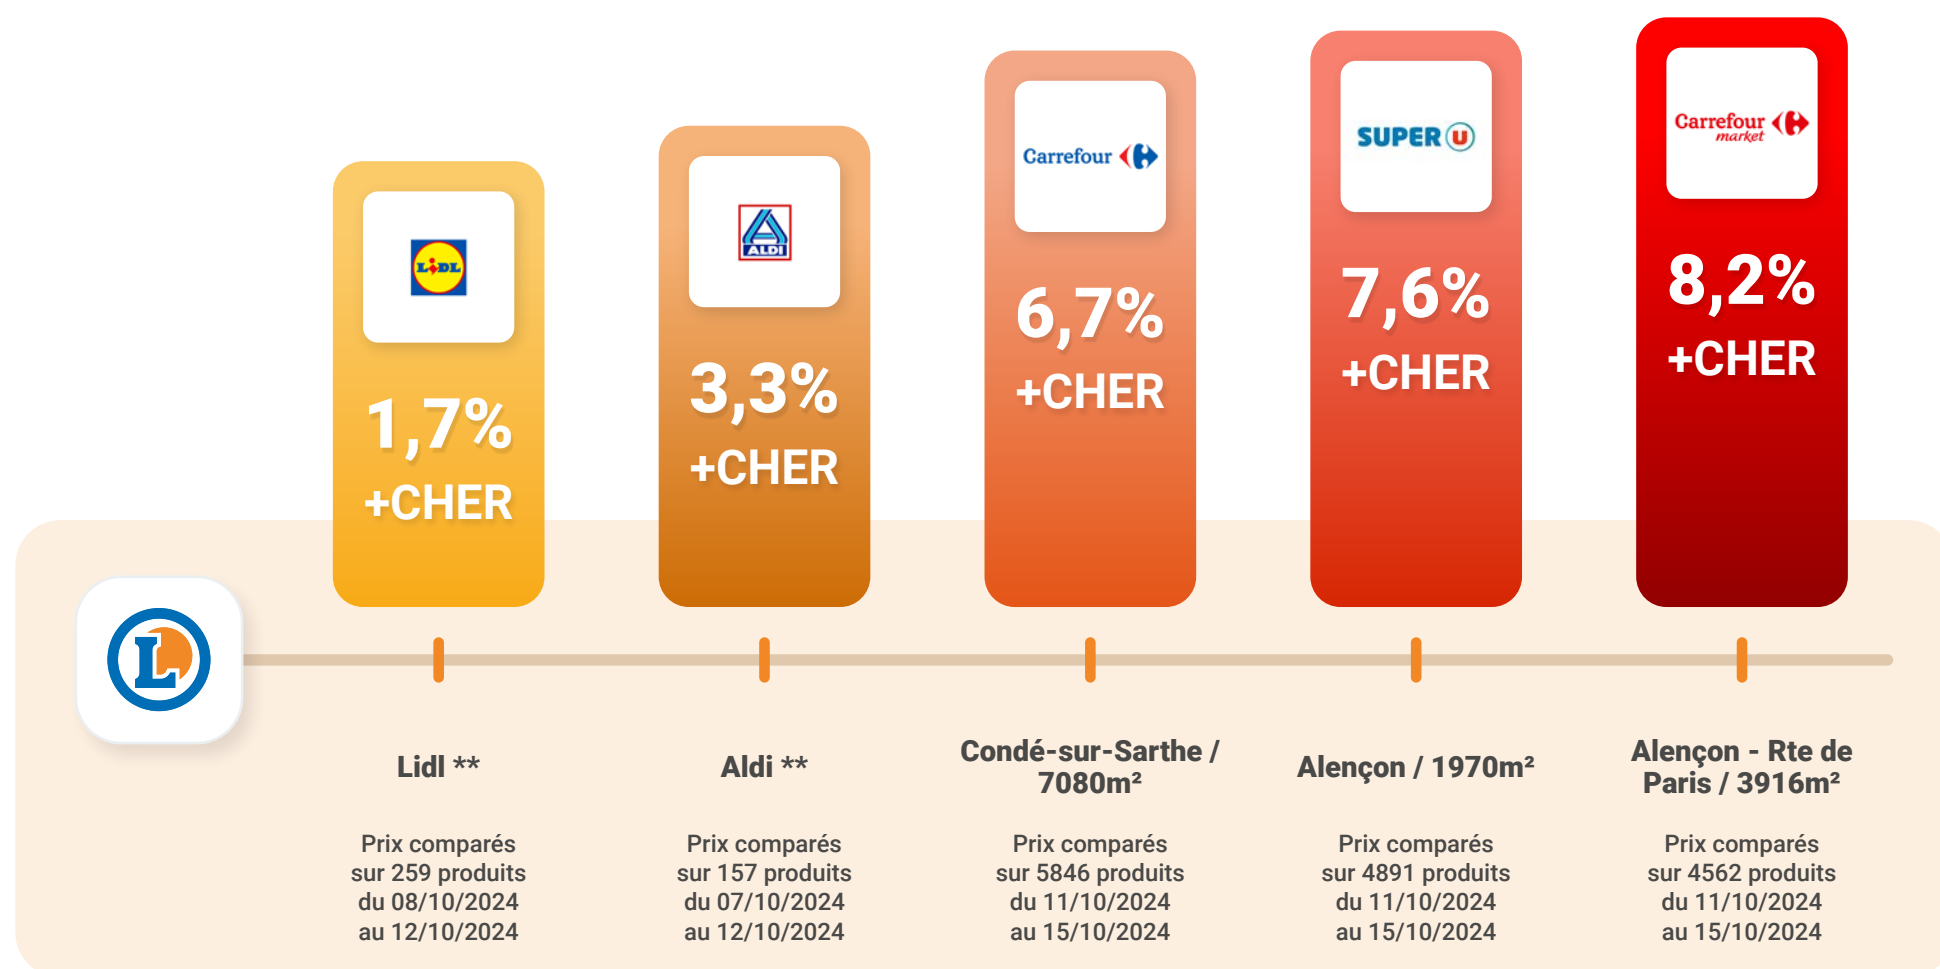 LIDL
1,7%
+CHER
ALDI
3,3%
+CHER
Carrefour
6,7%
+CHER
SUPER U
7,6%
+CHER
Carrefour
market
8,2%
+CHER
L
Lidl **
Prix comparés
sur 259 produits
du 08/10/2024
au 12/10/2024
Aldi **
Prix comparés
sur 157 produits
du 07/10/2024
au 12/10/2024
Condé-sur-Sarthe /
7080m²
Prix comparés
sur 5846 produits
du 11/10/2024
au 15/10/2024
Alençon / 1970m²
Prix comparés
sur 4891 produits
du 11/10/2024
au 15/10/2024
Alençon - Rte de
Paris / 3916m²
Prix comparés
sur 4562 produits
du 11/10/2024
au 15/10/2024